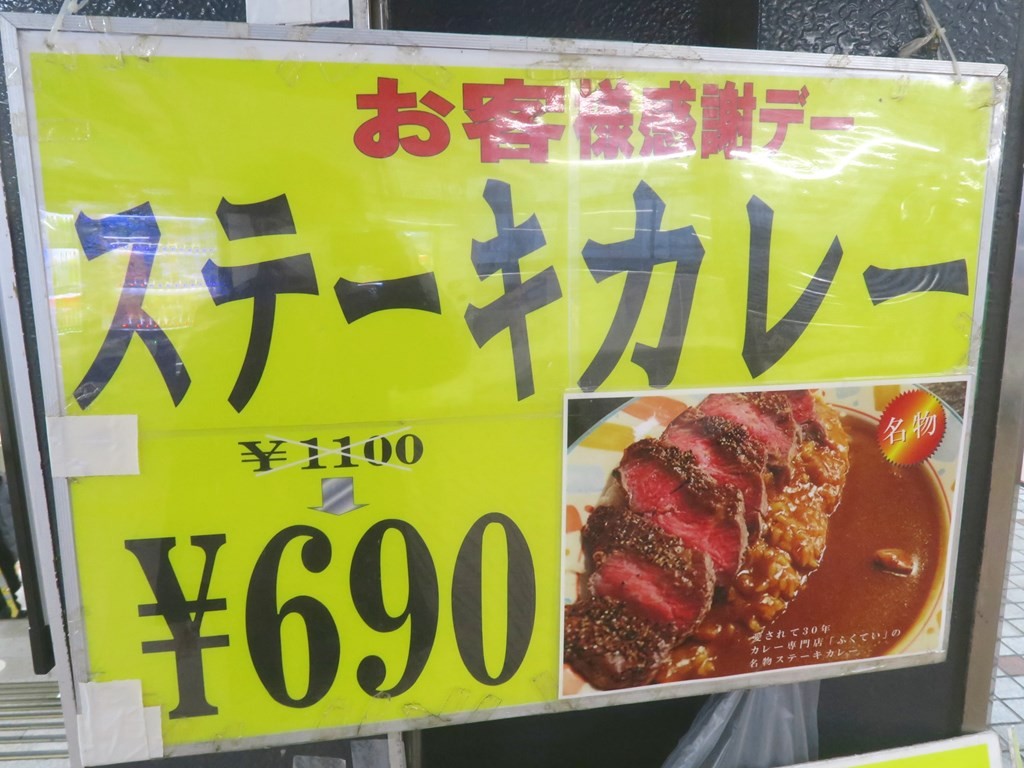 お客様感謝デー
ステーキカレー
¥1100
¥690
名物
愛されて30年
カレー専門店「ふくてい」の
名物ステーキカレー